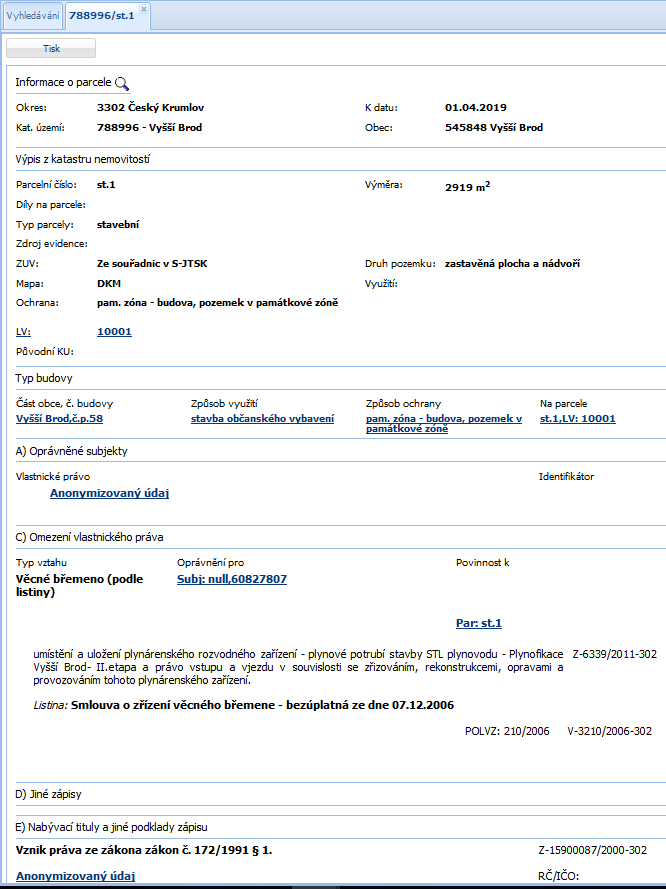 Vyhledávání 788996/st.1
Tisk
Informace o parcele
Okres: 3302 Český Krumlov K datu: 01.04.2019
Kat. území: 788996 - Vyšší Brod Obec: 545848 Vyšší Brod
Výpis z katastru nemovitostí
Parcelní číslo: st.1 Výměra: 2919 m²
Díly na parcele:
Typ parcely: stavební
Zdroj evidence:
ZUV: Ze souřadnic v S-JTSK Druh pozemku: zastavěná plocha a nádvoří
Mapa: DKM Využití:
Ochrana: pam. zóna - budova, pozemek v památkové zóně
LV: 10001
Původní KU:
Typ budovy
Část obce, č. budovy Způsob využití Způsob ochrany Na parcele
Vyšší Brod,č.p.58 stavba občanského vybavení pam. zóna - budova, pozemek v st.1,LV: 10001
památkové zóně
A) Oprávněné subjekty
Vlastnické právo Identifikátor
Anonymizovaný údaj
C) Omezení vlastnického práva
Typ vztahu Oprávnění pro Povinnost k
Věcné břemeno (podle Subj: null,60827807
listiny)
Par: st.1
umístění a uložení plynárenského rozvodného zařízení - plynové potrubí stavby STL plynovodu - Plynofikace Z-6339/2011-302
Vyšší Brod- II.etapa a právo vstupu a vjezdu v souvislosti se zřizováním, rekonstrukcemi, opravami a
provozováním tohoto plynárenského zařízení.
Listina: Smlouva o zřízení věcného břemene - bezúplatná ze dne 07.12.2006
POLVZ: 210/2006 V-3210/2006-302
D) Jiné zápisy
E) Nabývací tituly a jiné podklady zápisu
Vznik práva ze zákona zákon č. 172/1991 § 1. Z-15900087/2000-302
Anonymizovaný údaj RČ/IČO: